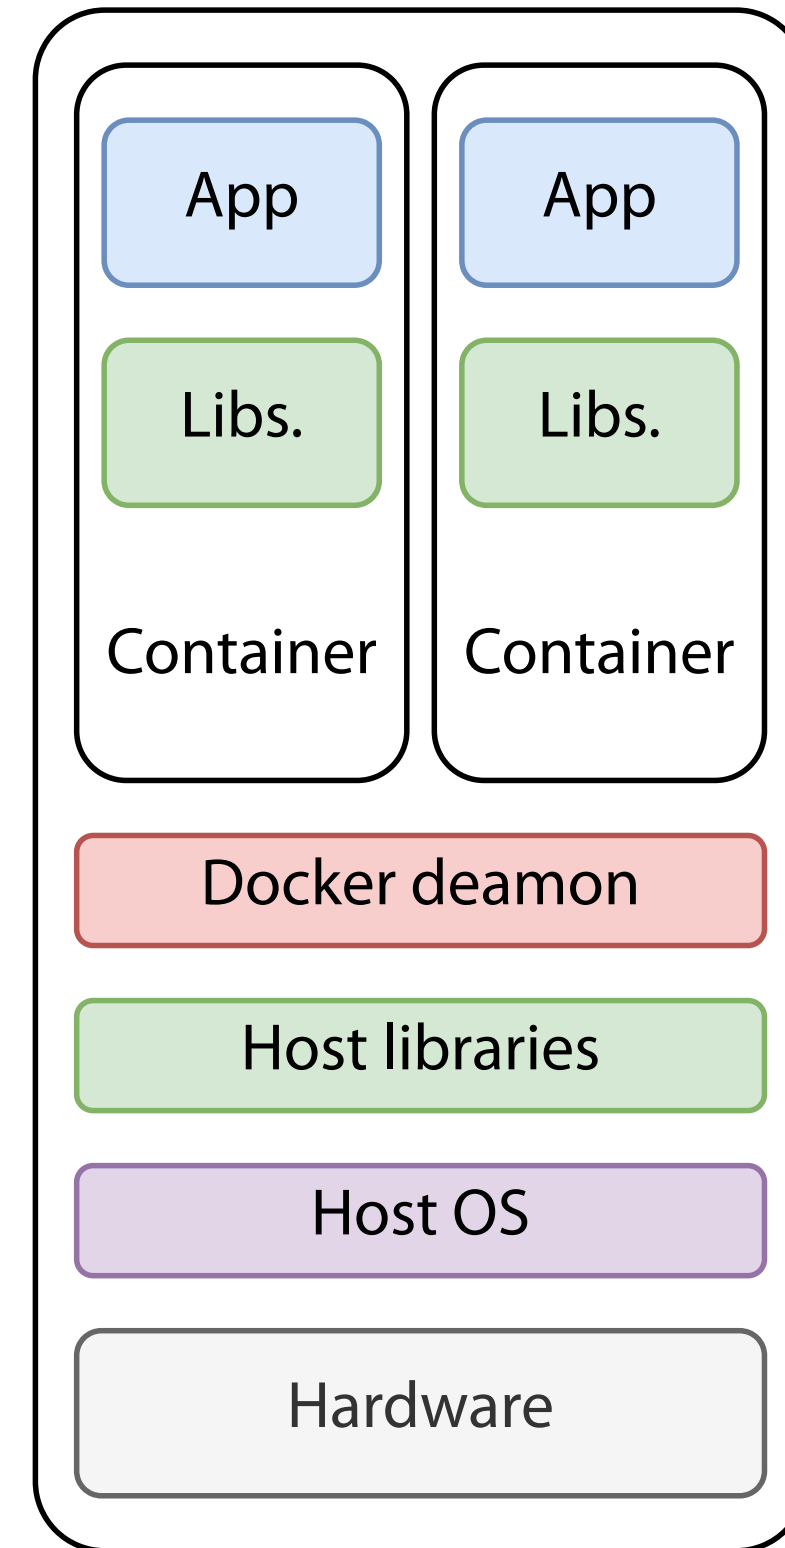 App
App
Libs.
Libs.
Container
Container
Docker deamon
Host libraries
Host OS
Hardware